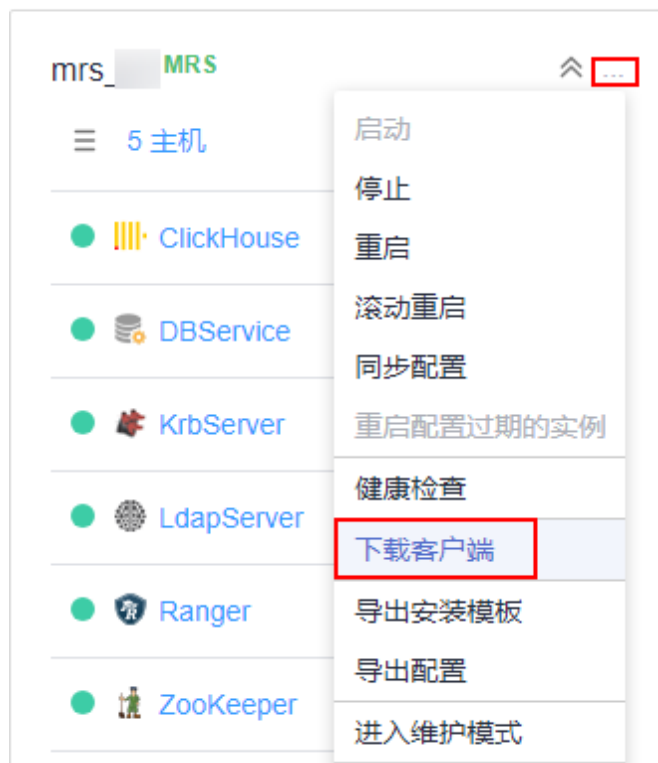 mrs_ MRS
...
5 主机
ClickHouse
DBService
KrbServer
LdapServer
Ranger
ZooKeeper
启动
停止
重启
滚动重启
同步配置
重启配置过期的实例
健康检查
下载客户端
导出安装模板
导出配置
进入维护模式